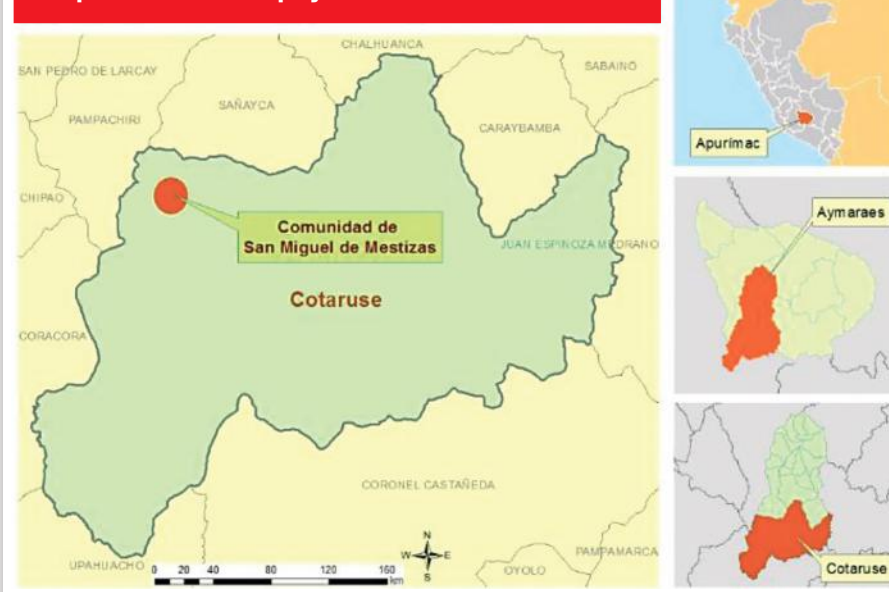 CHALHUANCA
SAN PEDRO DE LARCAY
SABAINO
SAÑAYCA
PAMPACHIRI
CARAYBAMBA
CHIPAO
Comunidad de
San Miguel de Mestizas
JUAN ESPINOZA MEDRANO
Cotaruse
CORACORA
CORONEL CASTAÑEDA
N
W E
S
UPAHUACHO
OYOLO
PAMPAMARCA
0 20 40 80 120 160
km
Apurímac
Aymaraes
Cotaruse